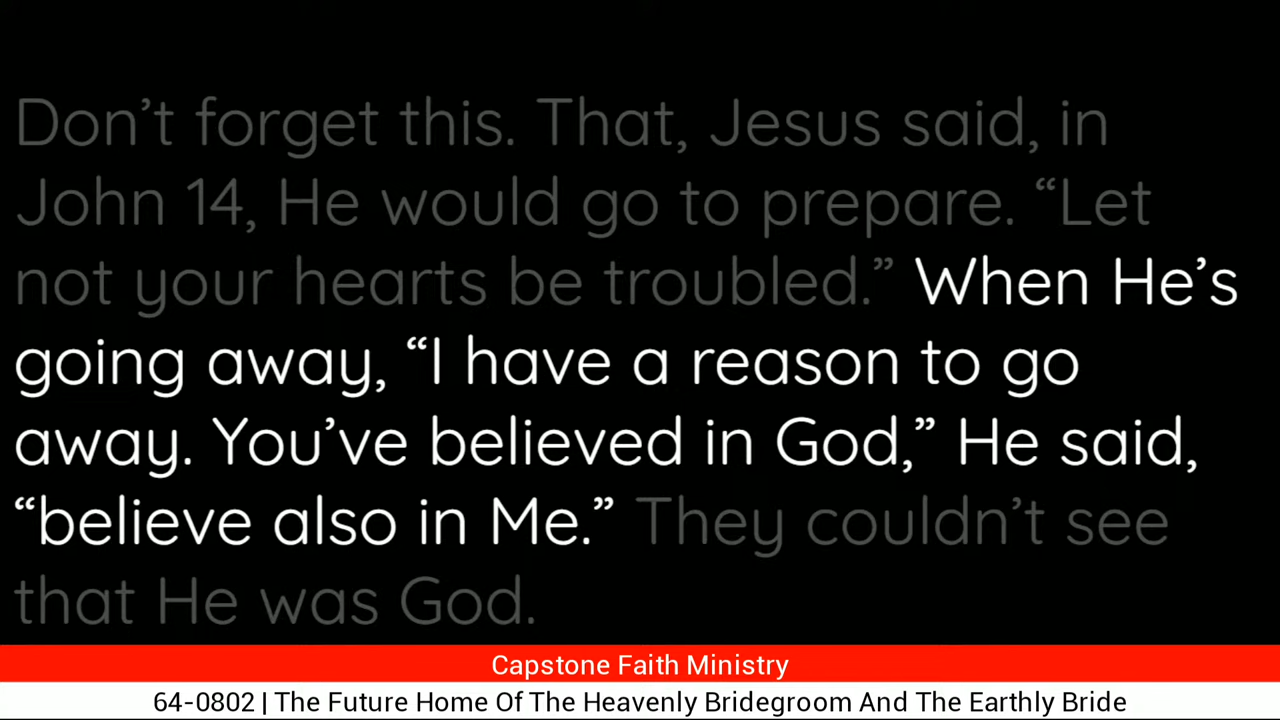 Don’t forget this. That, Jesus said, in
John 14, He would go to prepare. “Let
not your hearts be troubled.” When He’s
going away, “I have a reason to go
away. You’ve believed in God,” He said,
“believe also in Me.” They couldn’t see
that He was God.
Capstone Faith Ministry
64-0802 | The Future Home Of The Heavenly Bridegroom And The Earthly Bride